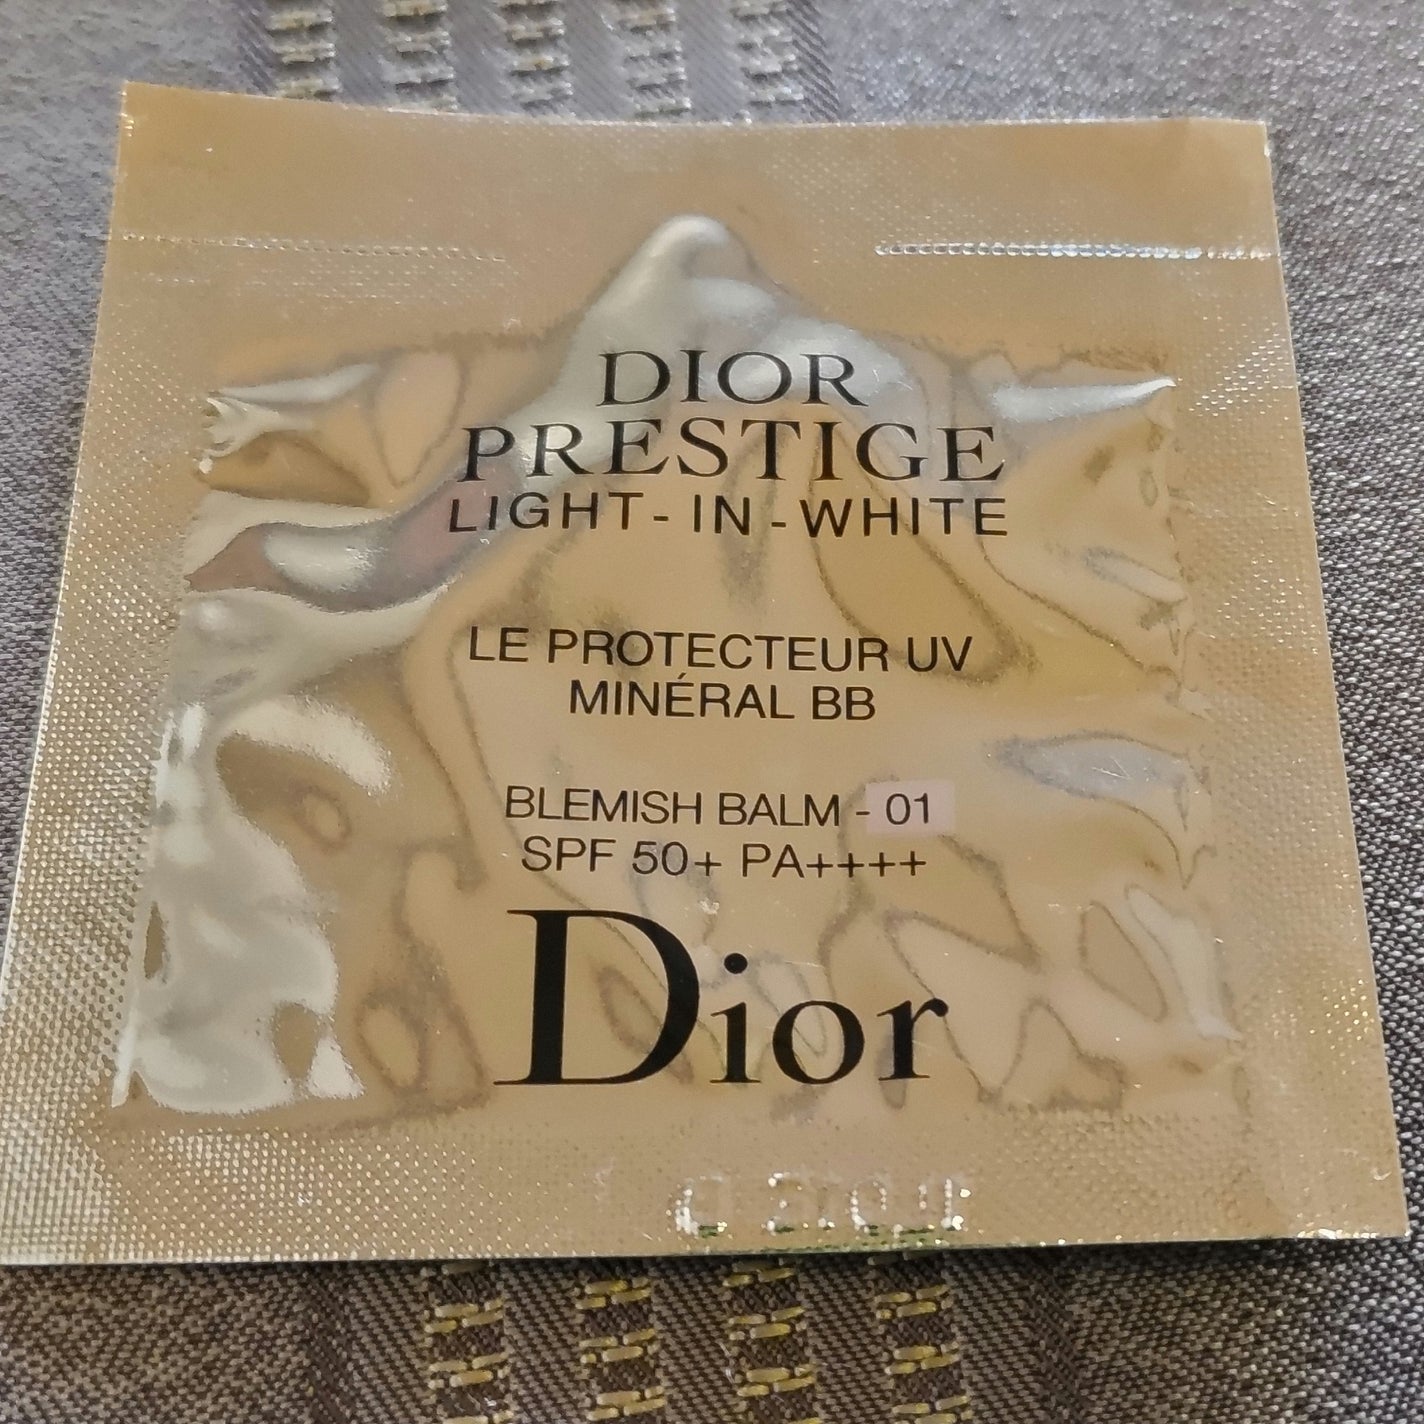 DIOR
PRESTIGE
LIGHT-IN-WHITE
LE PROTECTEUR UV
MINÉRAL BB
BLEMISH BALM - 01
SPF 50+ PA++++
Dior